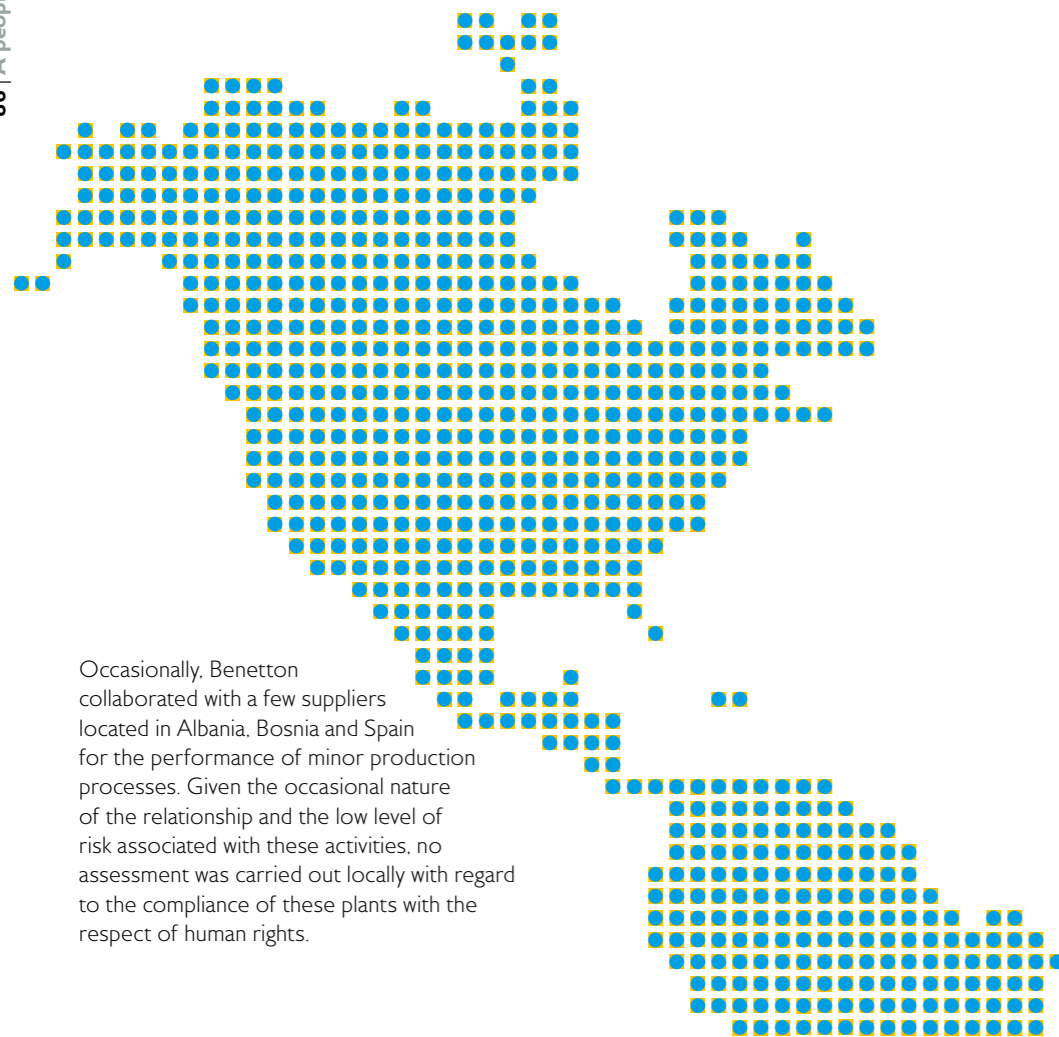 | A peop
Occasionally, Benetton
collaborated with a few suppliers
located in Albania, Bosnia and Spain
for the performance of minor production
processes. Given the occasional nature
of the relationship and the low level of
risk associated with these activities, no
assessment was carried out locally with regard
to the compliance of these plants with the
respect of human rights.